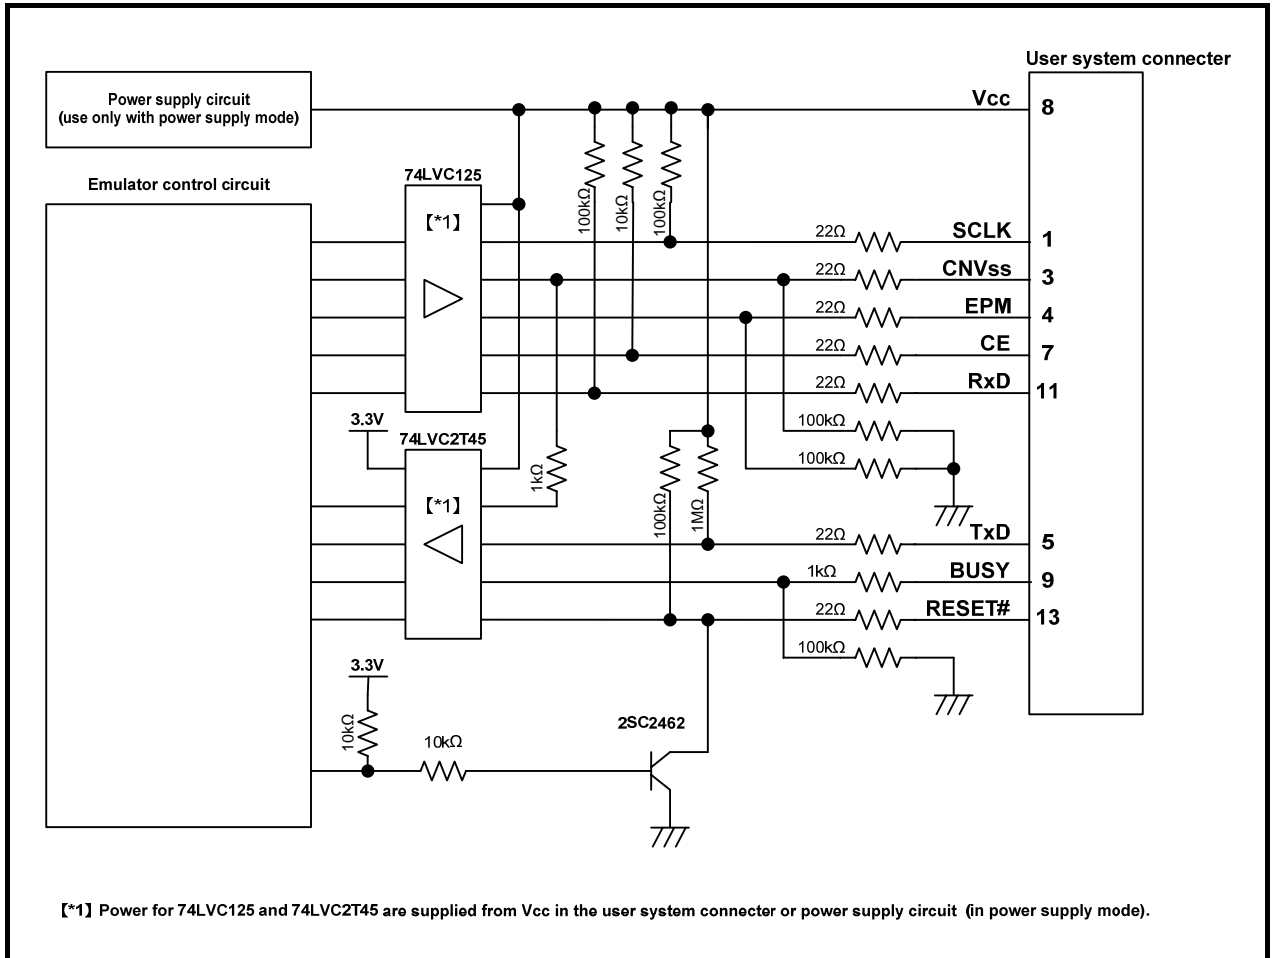 User system connecter
Power supply circuit
(use only with power supply mode)
Vcc
8
Emulator control circuit
74LVC125
【*1】
100kΩ
10kΩ
100kΩ
22Ω
SCLK
1
22Ω
CNVss
3
22Ω
EPM
4
22Ω
CE
7
22Ω
RxD
11
3.3V
100kΩ
74LVC2T45
100kΩ
1kΩ
【*1】
100kΩ
1MΩ
22Ω
TxD
5
1kΩ
BUSY
9
22Ω
RESET#
13
100kΩ
3.3V
10kΩ
10kΩ
2SC2462
【*1】 Power for 74LVC125 and 74LVC2T45 are supplied from Vcc in the user system connecter or power supply circuit (in power supply mode).